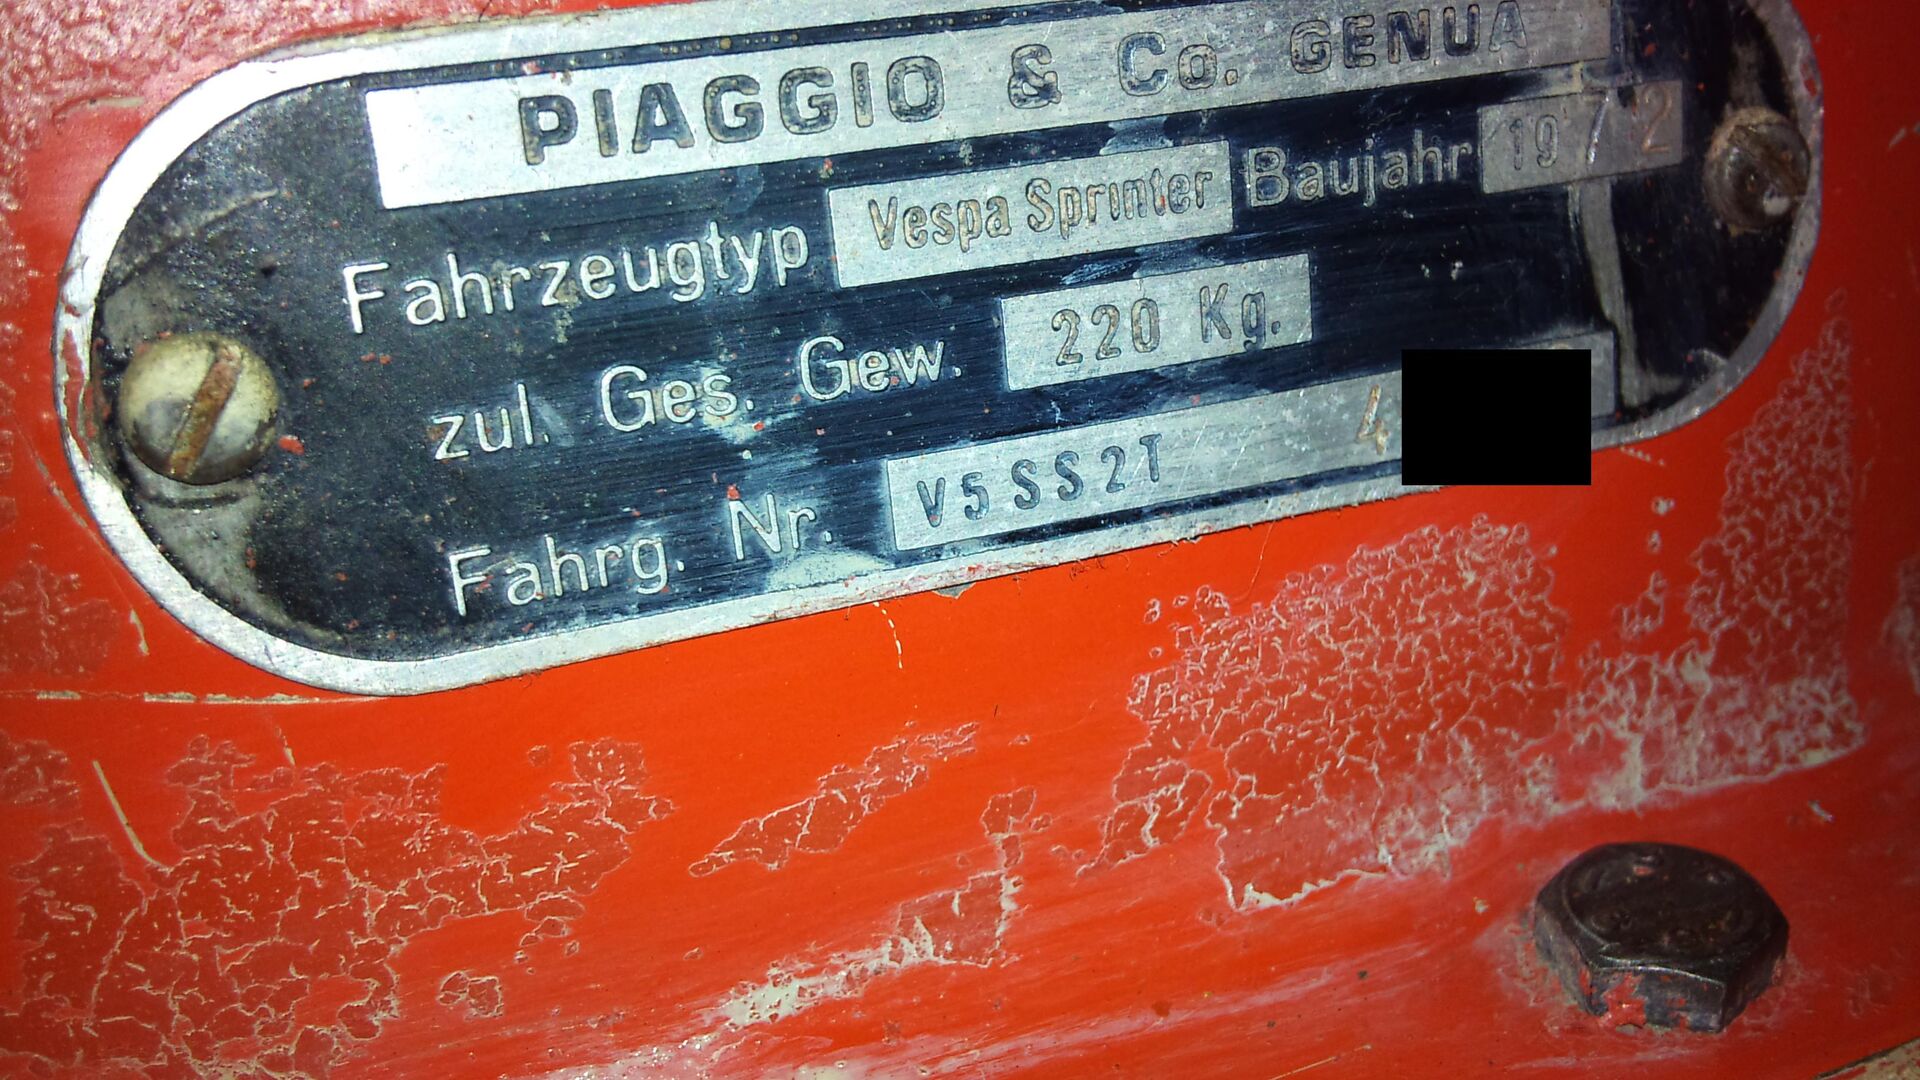 PIAGGIO & Co. GENUA
Fahrzeugtyp Vespa Sprinter Baujahr 1972
zul. Ges. Gew. 220 Kg.
Fahrg. Nr. V5SS2T 4